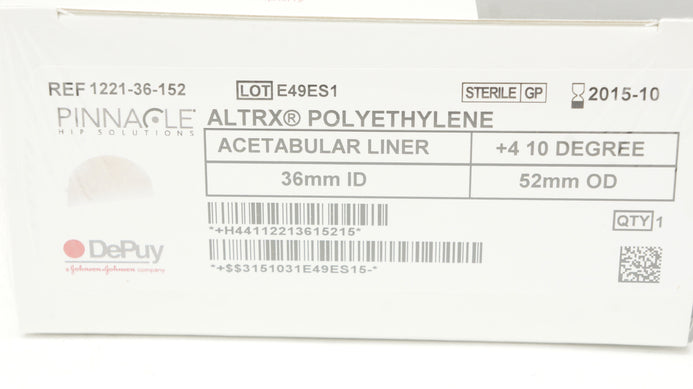 REF 1221-36-152 LOT E49ES1 STERILE GP 2015-10
PINNACLE
HIP SOLUTIONS
ALTRX® POLYETHYLENE
ACETABULAR LINER +4 10 DEGREE
36mm ID 52mm OD
*+H44112213615215*
QTY 1
DePuy
a Johnson & Johnson company
*+$$3151031E49ES15-*